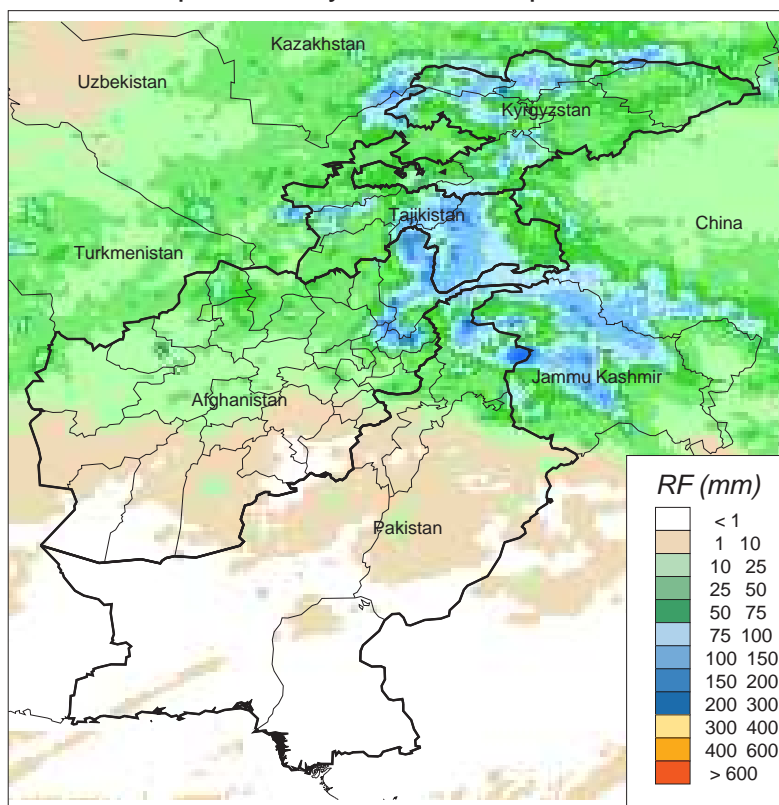 Kazakhstan
Uzbekistan
Kyrgyzstan
Tajikistan
China
Turkmenistan
Jammu Kashmir
Afghanistan
Pakistan
RF (mm)
< 1
1 10
10 25
25 50
50 75
75 100
100 150
150 200
200 300
300 400
400 600
> 600